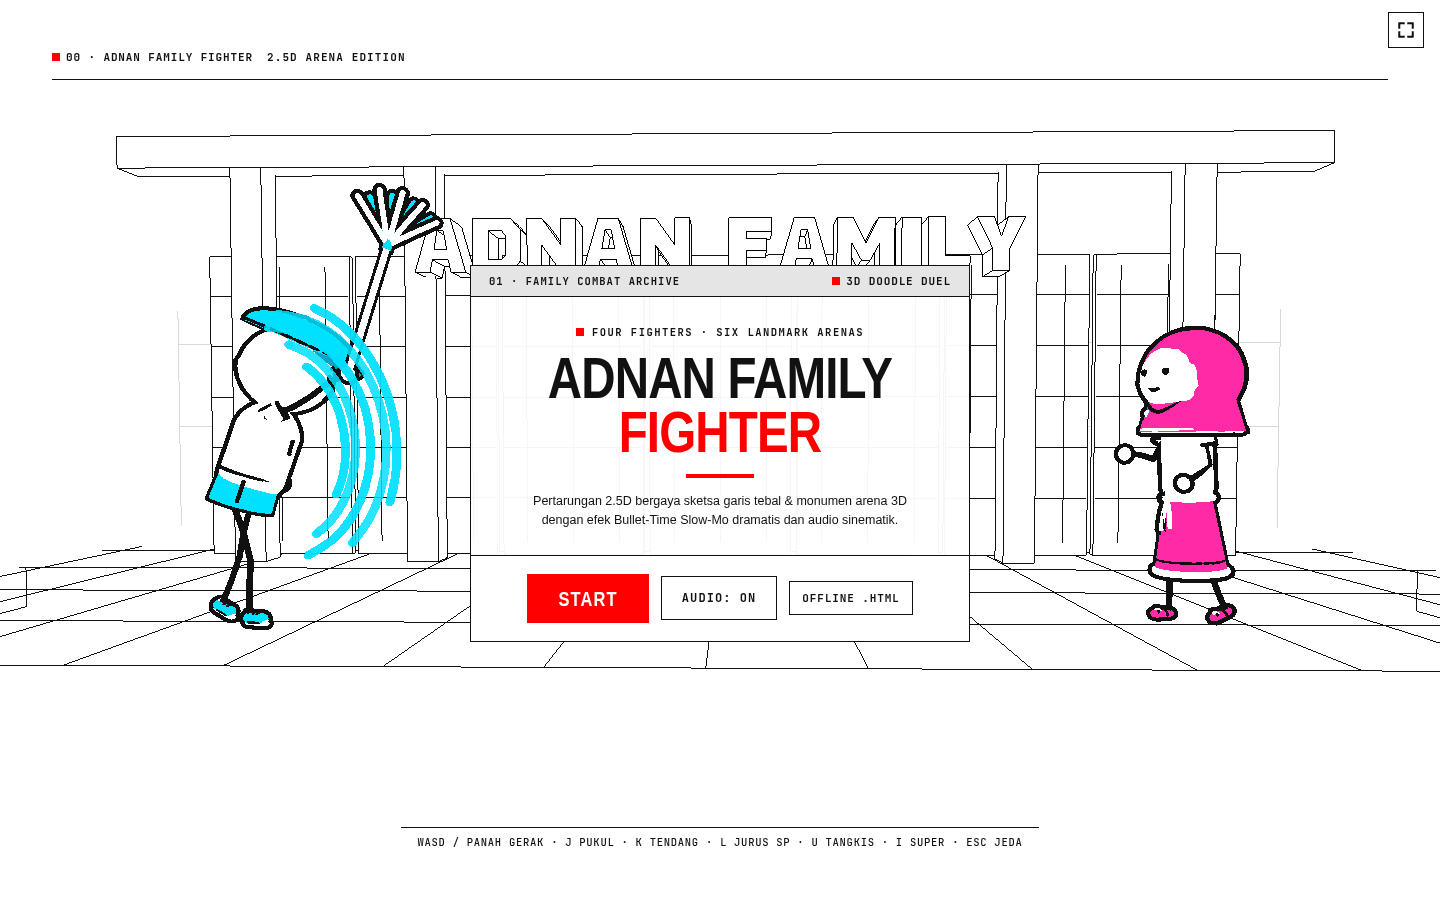 00 · ADNAN FAMILY FIGHTER 2.5D ARENA EDITION
ADNAN FAMILY
01 · FAMILY COMBAT ARCHIVE
3D DOODLE DUEL
FOUR FIGHTERS · SIX LANDMARK ARENAS
ADNAN FAMILY
FIGHTER
Pertarungan 2.5D bergaya sketsa garis tebal & monumen arena 3D
dengan efek Bullet-Time Slow-Mo dramatis dan audio sinematik.
START
AUDIO: ON
OFFLINE .HTML
WASD / PANAH GERAK · J PUKUL · K TENDANG · L JURUS SP · U TANGKIS · I SUPER · ESC JEDA